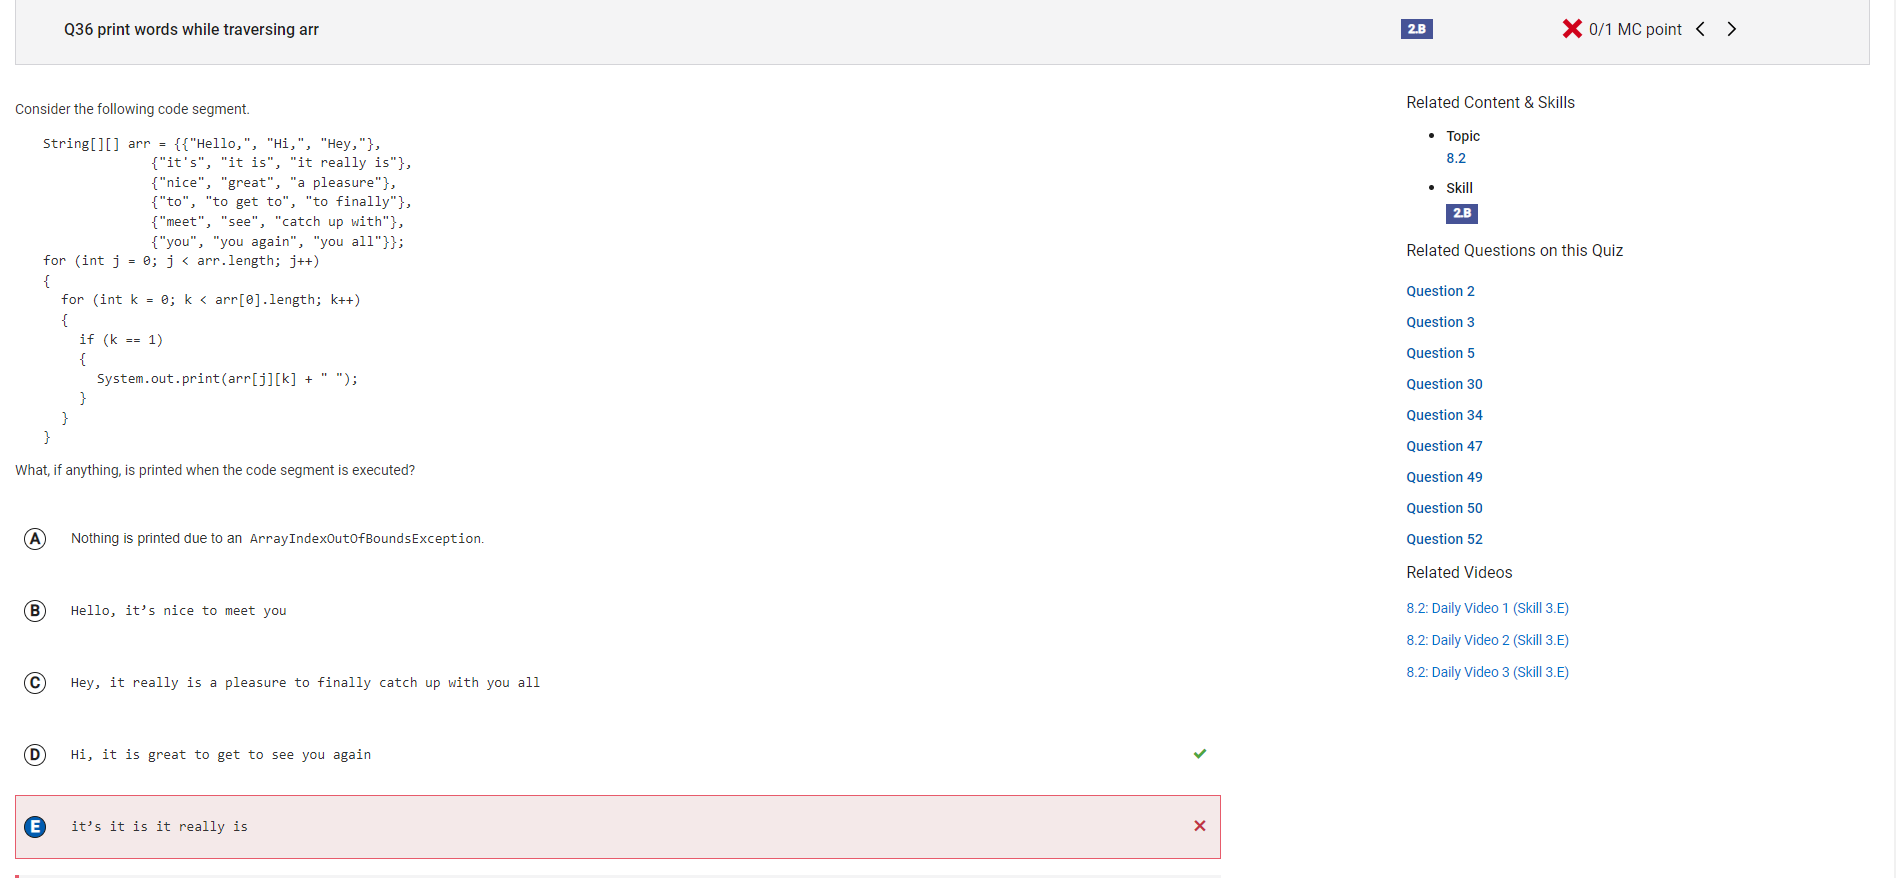 Q36 print words while traversing arr
2.B
0/1 MC point
Consider the following code segment.
String[][] arr = {{"Hello,", "Hi,", "Hey,"},
{"it's", "it is", "it really is"},
{"nice", "great", "a pleasure"},
{"to", "to get to", "to finally"},
{"meet", "see", "catch up with"},
{"you", "you again", "you all"}};
for (int j = 0; j < arr.length; j++)
{
for (int k = 0; k < arr[0].length; k++)
{
if (k == 1)
{
System.out.print(arr[j][k] + " ");
}
}
}
What, if anything, is printed when the code segment is executed?
A Nothing is printed due to an ArrayIndexOutOfBoundsException.
B Hello, it’s nice to meet you
C Hey, it really is a pleasure to finally catch up with you all
D Hi, it is great to get to see you again
E it’s it is it really is
Related Content & Skills
• Topic
8.2
• Skill
2.B
Related Questions on this Quiz
Question 2
Question 3
Question 5
Question 30
Question 34
Question 47
Question 49
Question 50
Question 52
Related Videos
8.2: Daily Video 1 (Skill 3.E)
8.2: Daily Video 2 (Skill 3.E)
8.2: Daily Video 3 (Skill 3.E)